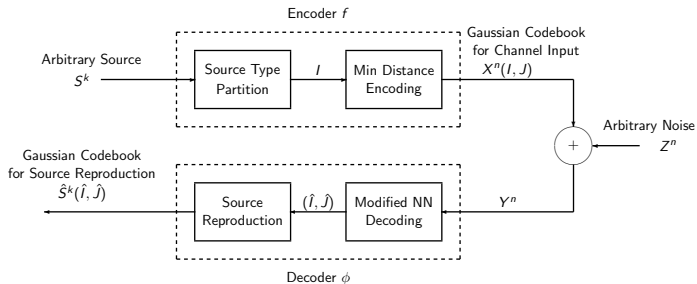 Encoder f
Gaussian Codebook
for Channel Input
Arbitrary Source
S^k
Source Type
Partition
I
Min Distance
Encoding
X^n(I, J)
Arbitrary Noise
+
Z^n
Gaussian Codebook
for Source Reproduction
Ŝ^k(Î, Ĵ)
Source
Reproduction
(Î, Ĵ)
Modified NN
Decoding
Y^n
Decoder ϕ